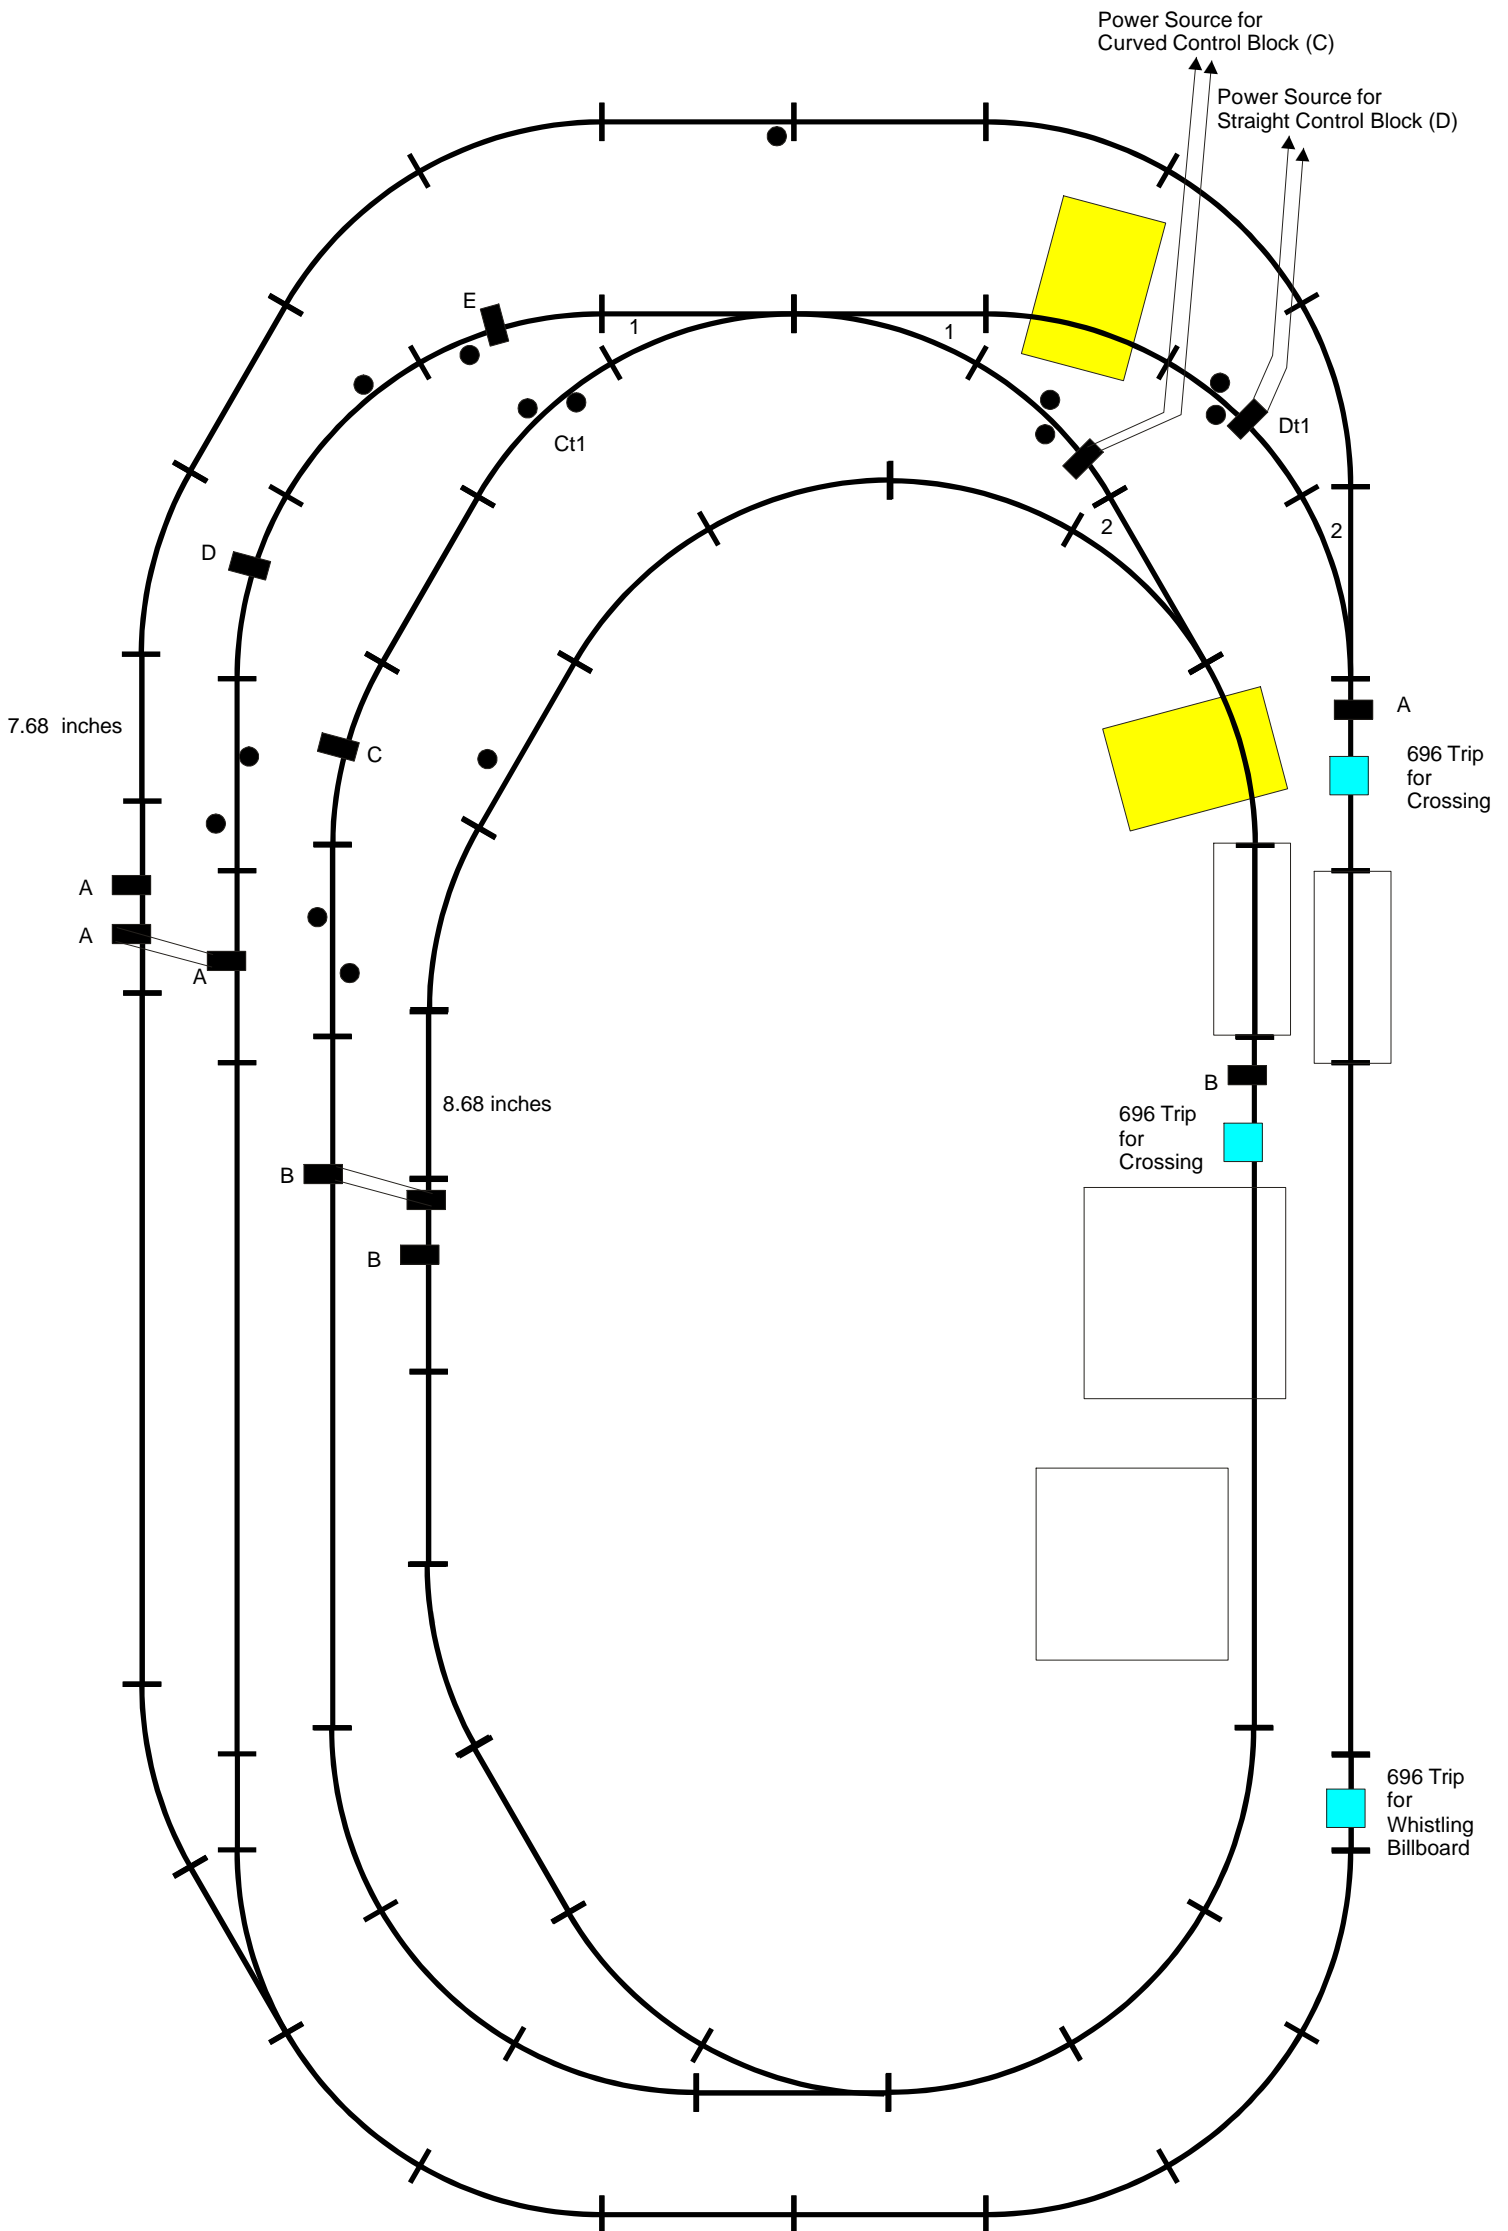 Power Source for
Curved Control Block (C)
Power Source for
Straight Control Block (D)
E
1
1
Ct1
Dt1
2
2
D
A
7.68 inches
C
696 Trip
for
Crossing
A
A
A
B
8.68 inches
696 Trip
for
Crossing
B
B
696 Trip
for
Whistling
Billboard